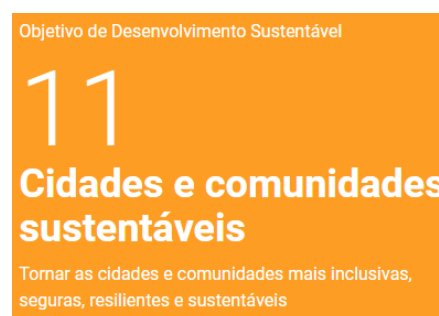 Objetivo de Desenvolvimento Sustentável
11
Cidades e comunidades
sustentáveis
Tornar as cidades e comunidades mais inclusivas,
seguras, resilientes e sustentáveis